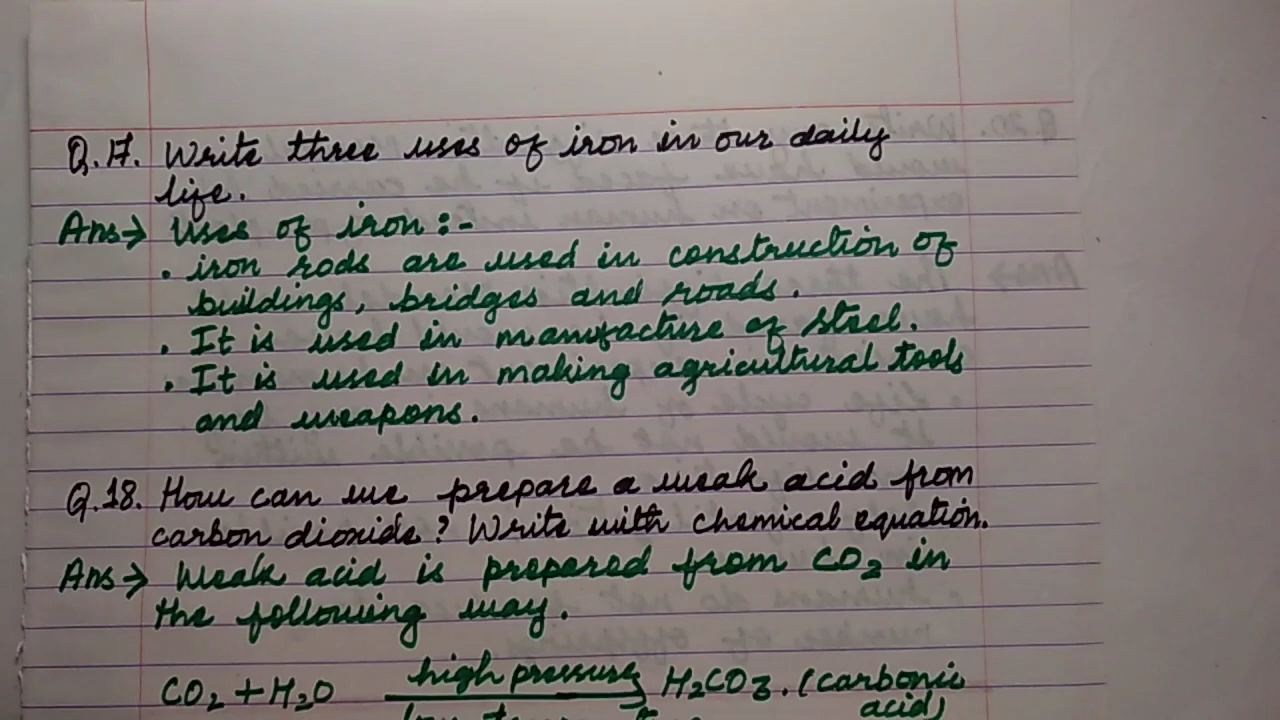 Q.17. Write three uses of iron in our daily
life.
Ans→ Uses of iron :-
• iron rods are used in construction of
buildings, bridges and roads.
• It is used in manufacture of steel.
• It is used in making agricultural tools
and weapons.
Q.18. How can we prepare a weak acid from
carbon dioxide? Write with chemical equation.
Ans→ Weak acid is prepared from CO₂ in
the following way.
CO₂ + H₂O high pressure H₂CO₃. (carbonic
acid)